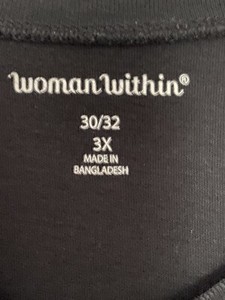 woman within®
30/32
3X
MADE IN
BANGLADESH